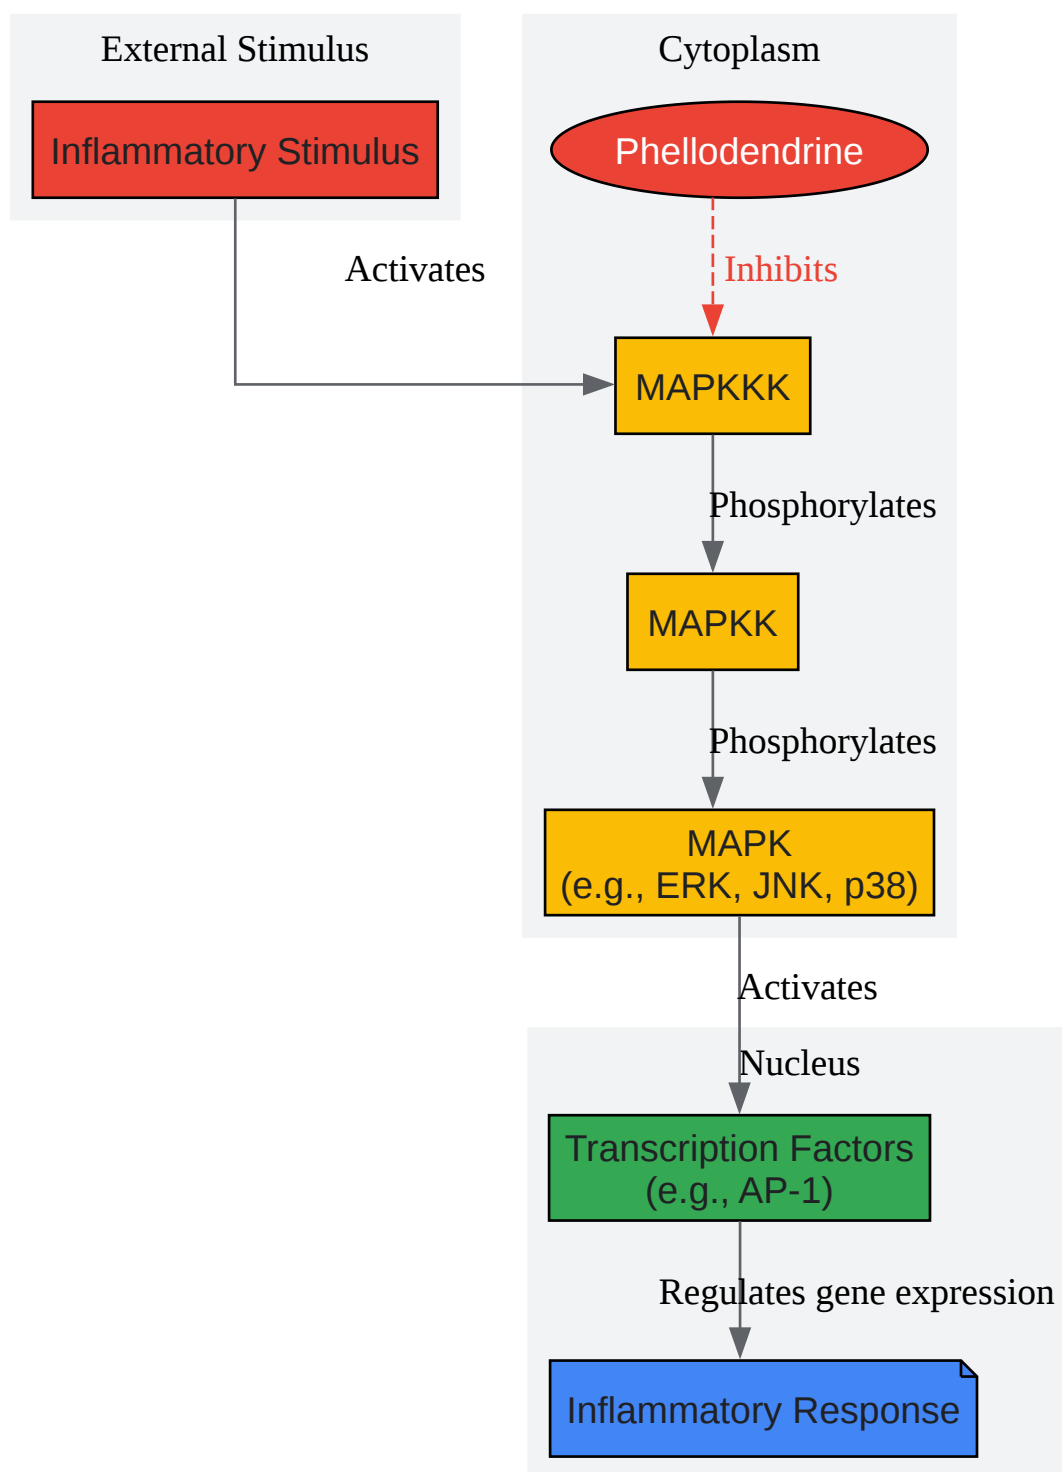 External Stimulus
Cytoplasm
Inflammatory Stimulus
Phellodendrine
Activates
Inhibits
MAPKKK
Phosphorylates
MAPKK
Phosphorylates
MAPK
(e.g., ERK, JNK, p38)
Activates
Nucleus
Transcription Factors
(e.g., AP-1)
Regulates gene expression
Inflammatory Response